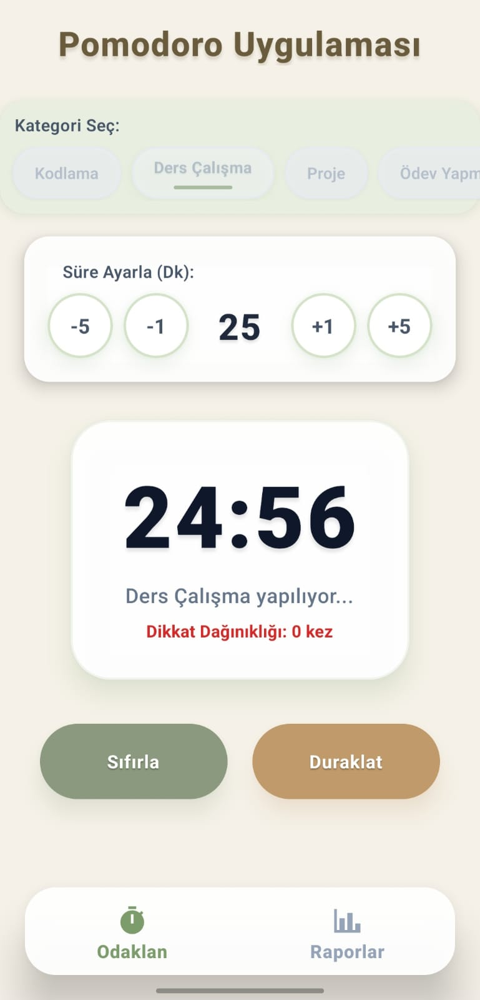 Pomodoro Uygulaması
Kategori Seç:
Kodlama Ders Çalışma Proje Ödev Yapm
Süre Ayarla (Dk):
-5 -1 25 +1 +5
24:56
Ders Çalışma yapılıyor...
Dikkat Dağınıklığı: 0 kez
Sıfırla Duraklat
Odaklan Raporlar